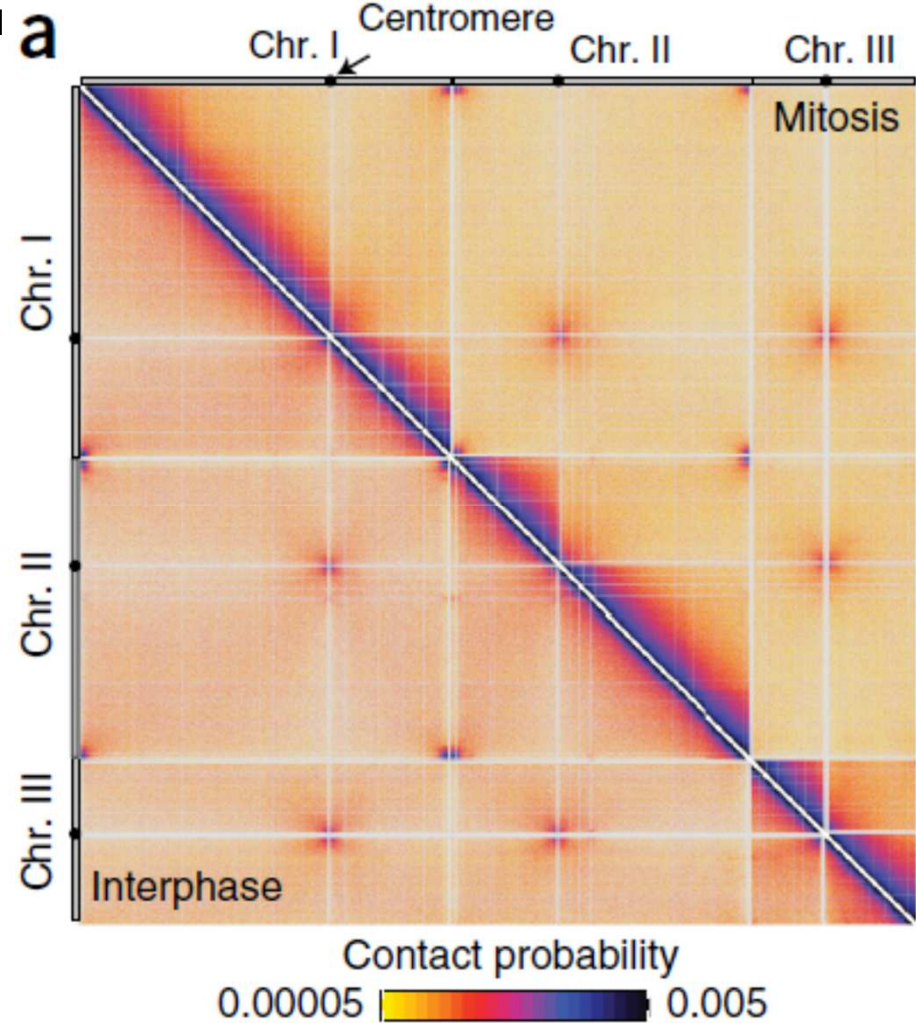 a
Centromere
Chr. I
Chr. II
Chr. III
Mitosis
Chr. I
Chr. II
Chr. III
Interphase
Contact probability
0.00005
0.005